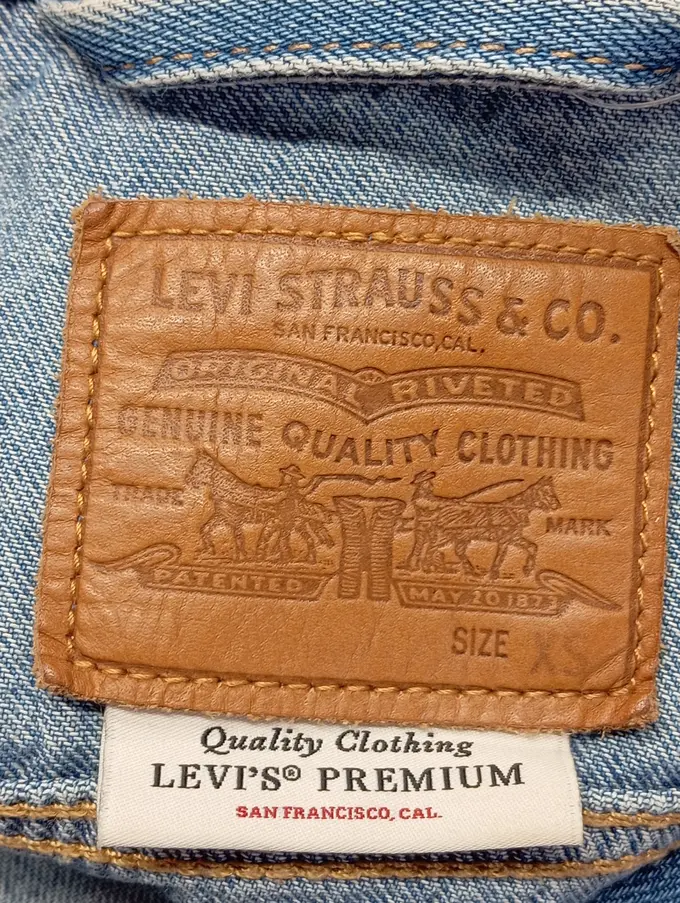 LEVI STRAUSS & CO.
SAN FRANCISCO, CAL.
ORIGINAL RIVETED
GENUINE QUALITY CLOTHING
TRADE MARK
PATENTED MAY 20 1873
SIZE XS
Quality Clothing
LEVI'S® PREMIUM
SAN FRANCISCO, CAL.